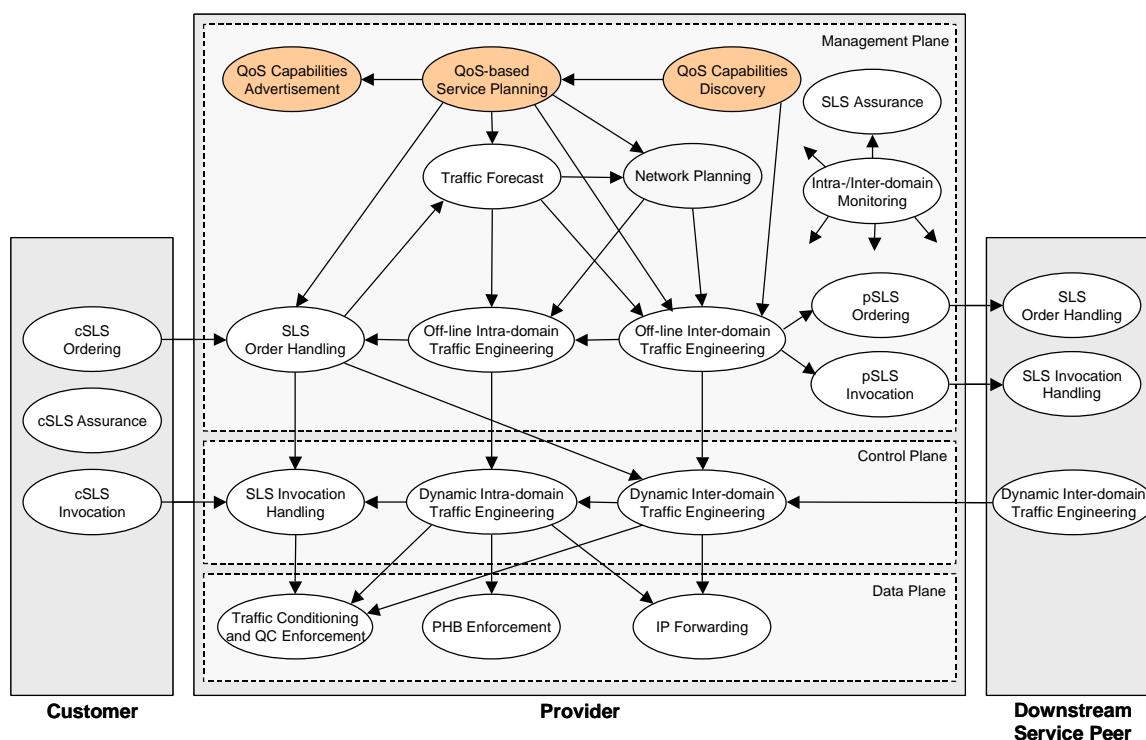 Management Plane
QoS Capabilities
Advertisement
QoS-based
Service Planning
QoS Capabilities
Discovery
SLS Assurance
Traffic Forecast
Network Planning
Intra-/Inter-domain
Monitoring
cSLS
Ordering
SLS
Order Handling
Off-line Intra-domain
Traffic Engineering
Off-line Inter-domain
Traffic Engineering
pSLS
Ordering
SLS
Order Handling
pSLS
Invocation
SLS Invocation
Handling
cSLS Assurance
Control Plane
cSLS
Invocation
SLS Invocation
Handling
Dynamic Intra-domain
Traffic Engineering
Dynamic Inter-domain
Traffic Engineering
Dynamic Inter-domain
Traffic Engineering
Data Plane
Traffic Conditioning
and QC Enforcement
PHB Enforcement
IP Forwarding
Customer
Provider
Downstream
Service Peer